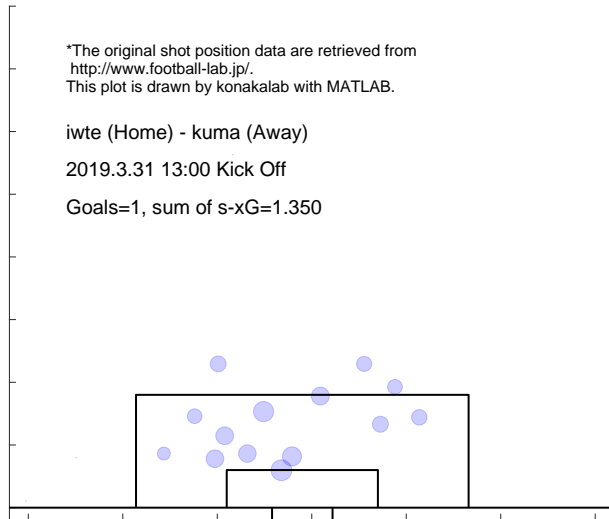 *The original shot position data are retrieved from
http://www.football-lab.jp/.
This plot is drawn by konakalab with MATLAB.
iwte (Home) - kuma (Away)
2019.3.31 13:00 Kick Off
Goals=1, sum of s-xG=1.350